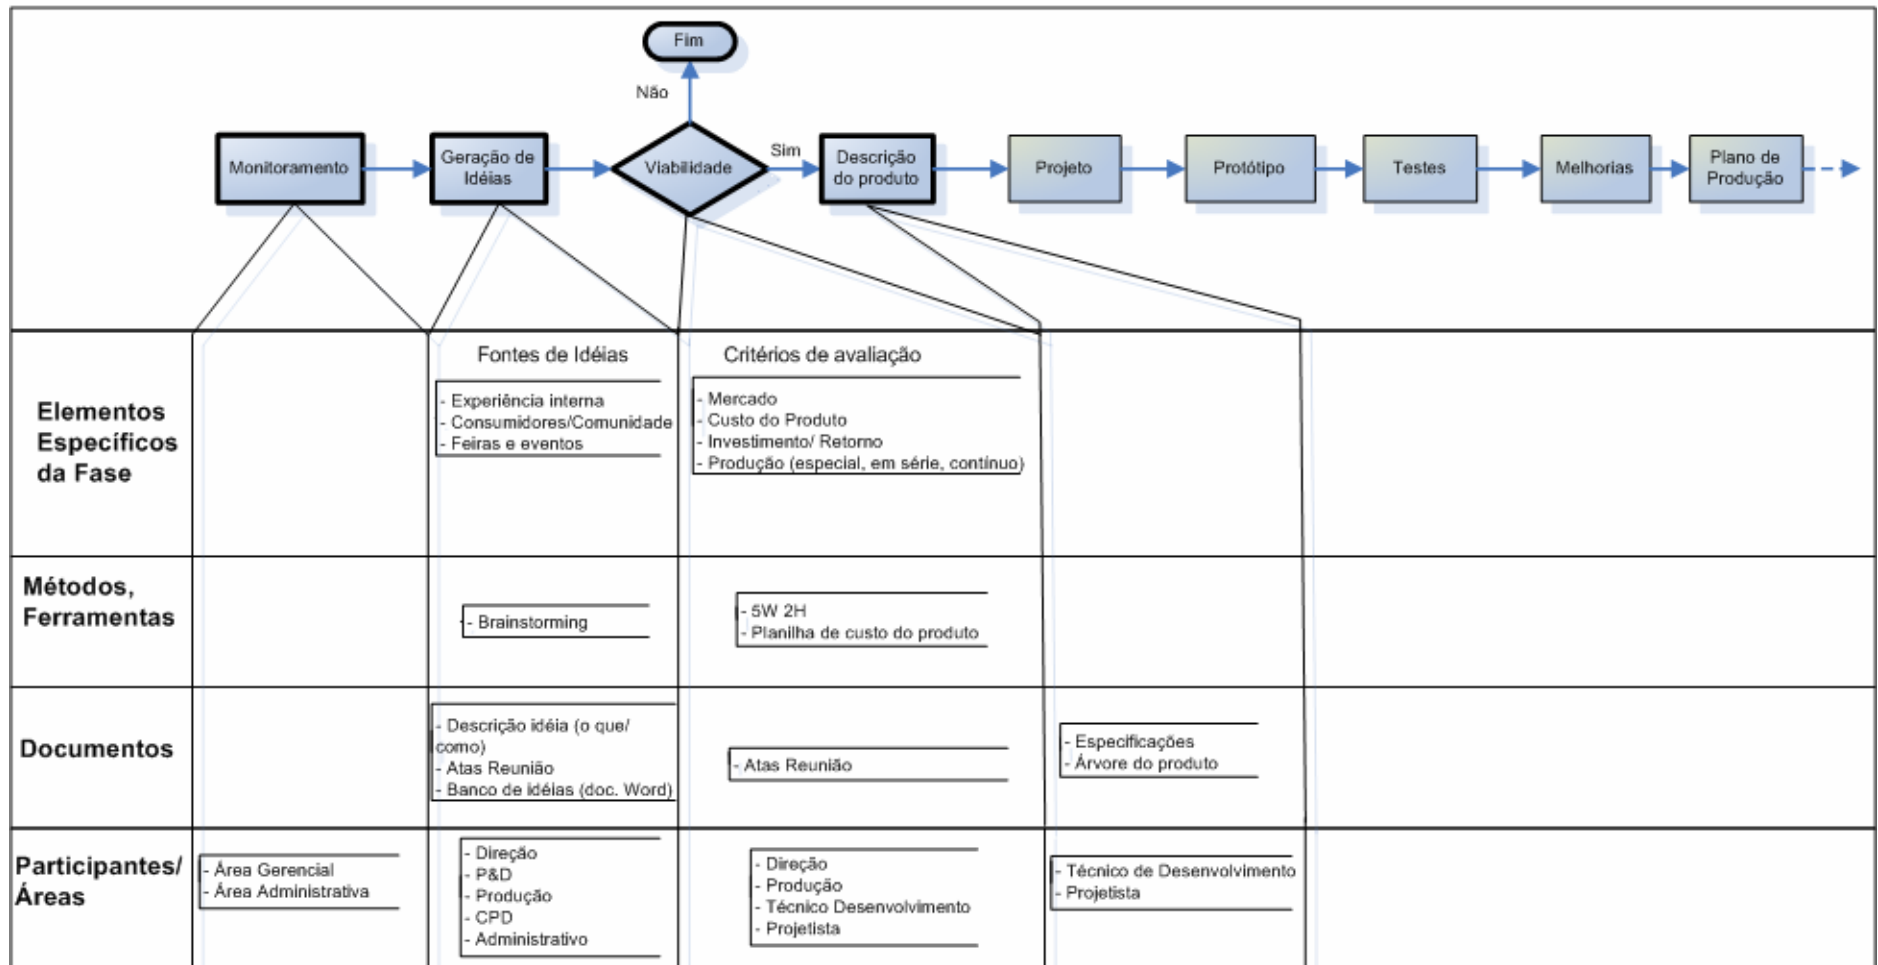 Fim
Não
Monitoramento
Geração de
Idéias
Viabilidade
Sim
Descrição
do produto
Projeto
Protótipo
Testes
Melhorias
Plano de
Produção
Elementos
Específicos
da Fase
Fontes de Idéias
- Experiência interna
- Consumidores/Comunidade
- Feiras e eventos
Critérios de avaliação
- Mercado
- Custo do Produto
- Investimento/ Retorno
- Produção (especial, em série, contínuo)
Métodos,
Ferramentas
- Brainstorming
- 5W 2H
- Planilha de custo do produto
Documentos
- Descrição idéia (o que/
como)
- Atas Reunião
- Banco de idéias (doc. Word)
- Atas Reunião
- Especificações
- Árvore do produto
Participantes/
Áreas
- Área Gerencial
- Área Administrativa
- Direção
- P&D
- Produção
- CPD
- Administrativo
- Direção
- Produção
- Técnico Desenvolvimento
- Projetista
- Técnico de Desenvolvimento
- Projetista